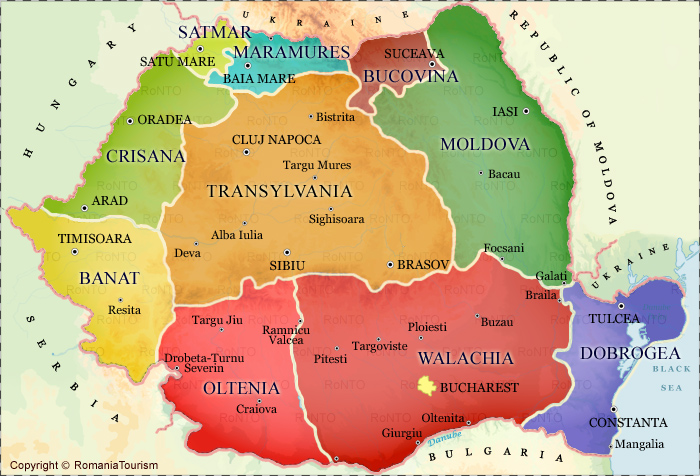 UKRAINE
SATMAR
MARAMURES
SATU MARE
BAIA MARE
SUCEAVA
BUCOVINA
HUNGARY
REPUBLIC OF MOLDOVA
ORADEA
Bistrita
IASI
CRISANA
CLUJ NAPOCA
MOLDOVA
Targu Mures
Bacau
TRANSYLVANIA
ARAD
Sighisoara
TIMISOARA
Alba Iulia
Deva
Focsani
UKRAINE
BANAT
SIBIU
BRASOV
Galati
Braila
Resita
TULCEA
Targu Jiu
Ramnicu
Valcea
Ploiesti
Buzau
SERBIA
Drobeta-Turnu
Severin
Pitesti
Targoviste
WALACHIA
DOBROGEA
BLACK
SEA
OLTENIA
BUCHAREST
Craiova
Oltenita
CONSTANTA
Giurgiu
Danube
Mangalia
BULGARIA
Copyright © RomaniaTourism
RoNTO